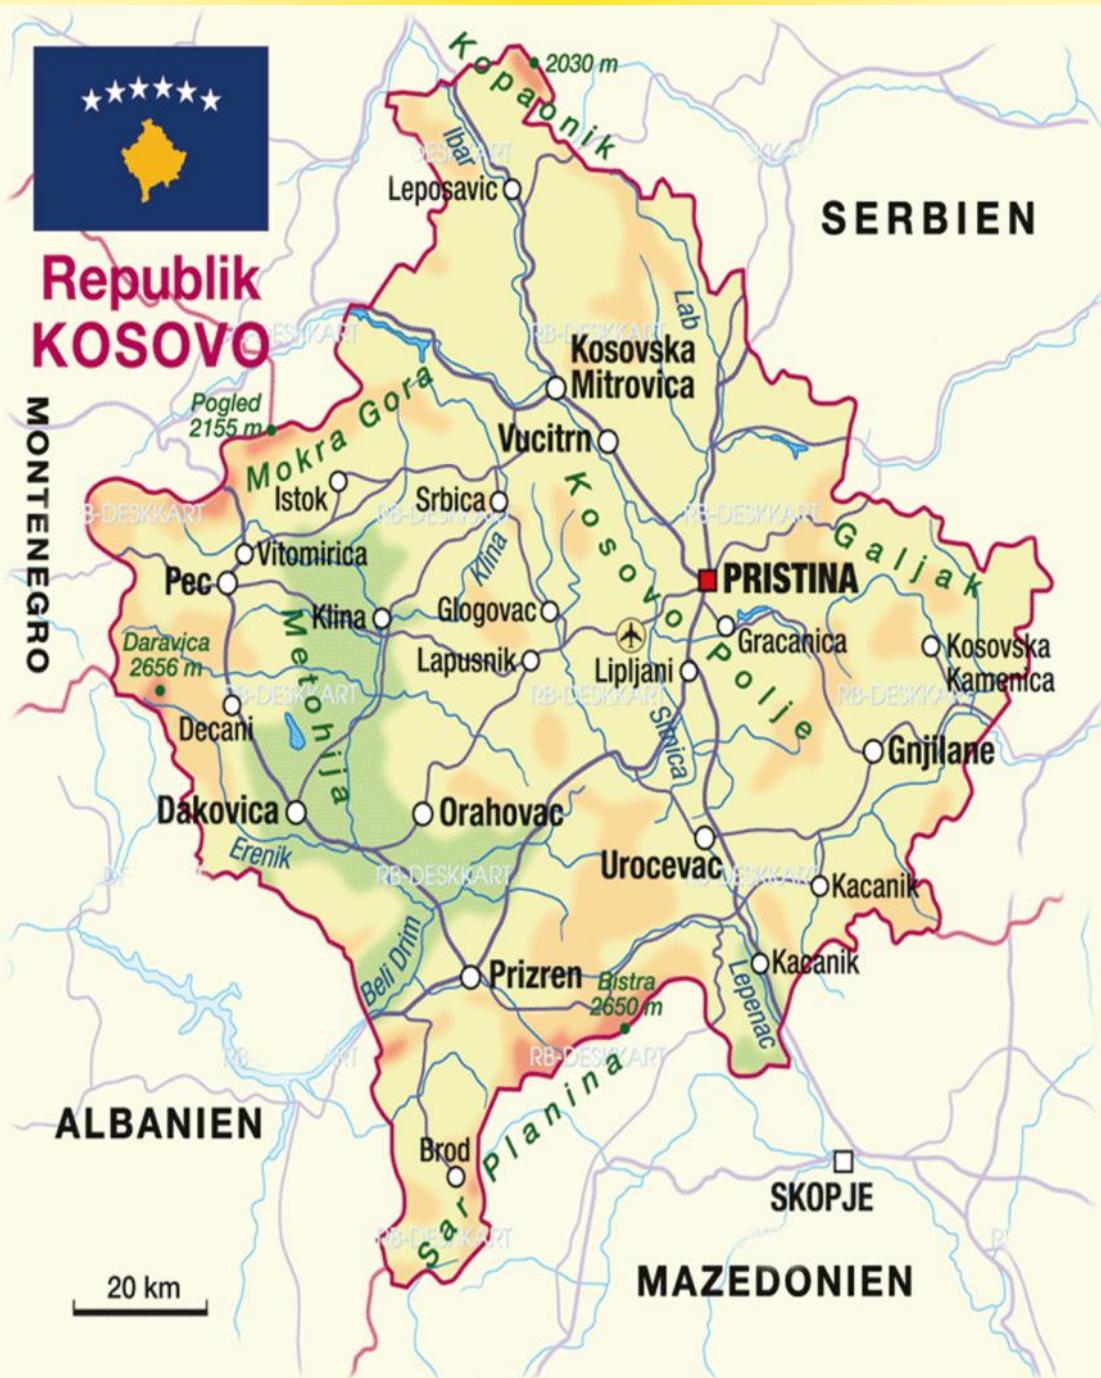 Kopaonik
2030 m
Ibar
Leposavic
SERBIEN
Republik
KOSOVO
Lab
Kosovska
Mitrovica
MONTENEGRO
Pogled
2155 m
Mokra Gora
Vucitrn
Istok
Srbica
Kosovo Polje
Galjak
Vitomirica
Pec
Klina
PRISTINA
Klina
Glogovac
Metohija
Gracanica
Daravica
2656 m
Lapusnik
Lipljani
Kosovska
Kamenica
Decani
Sitnica
Gnjilane
Dakovica
Orahovac
Erenik
Urocevac
Kacanik
Beli Drim
Prizren
Bistra
2650 m
Kacanik
Lepenac
Sar Planina
ALBANIEN
Brod
SKOPJE
MAZEDONIEN
20 km
RB-DESKKART